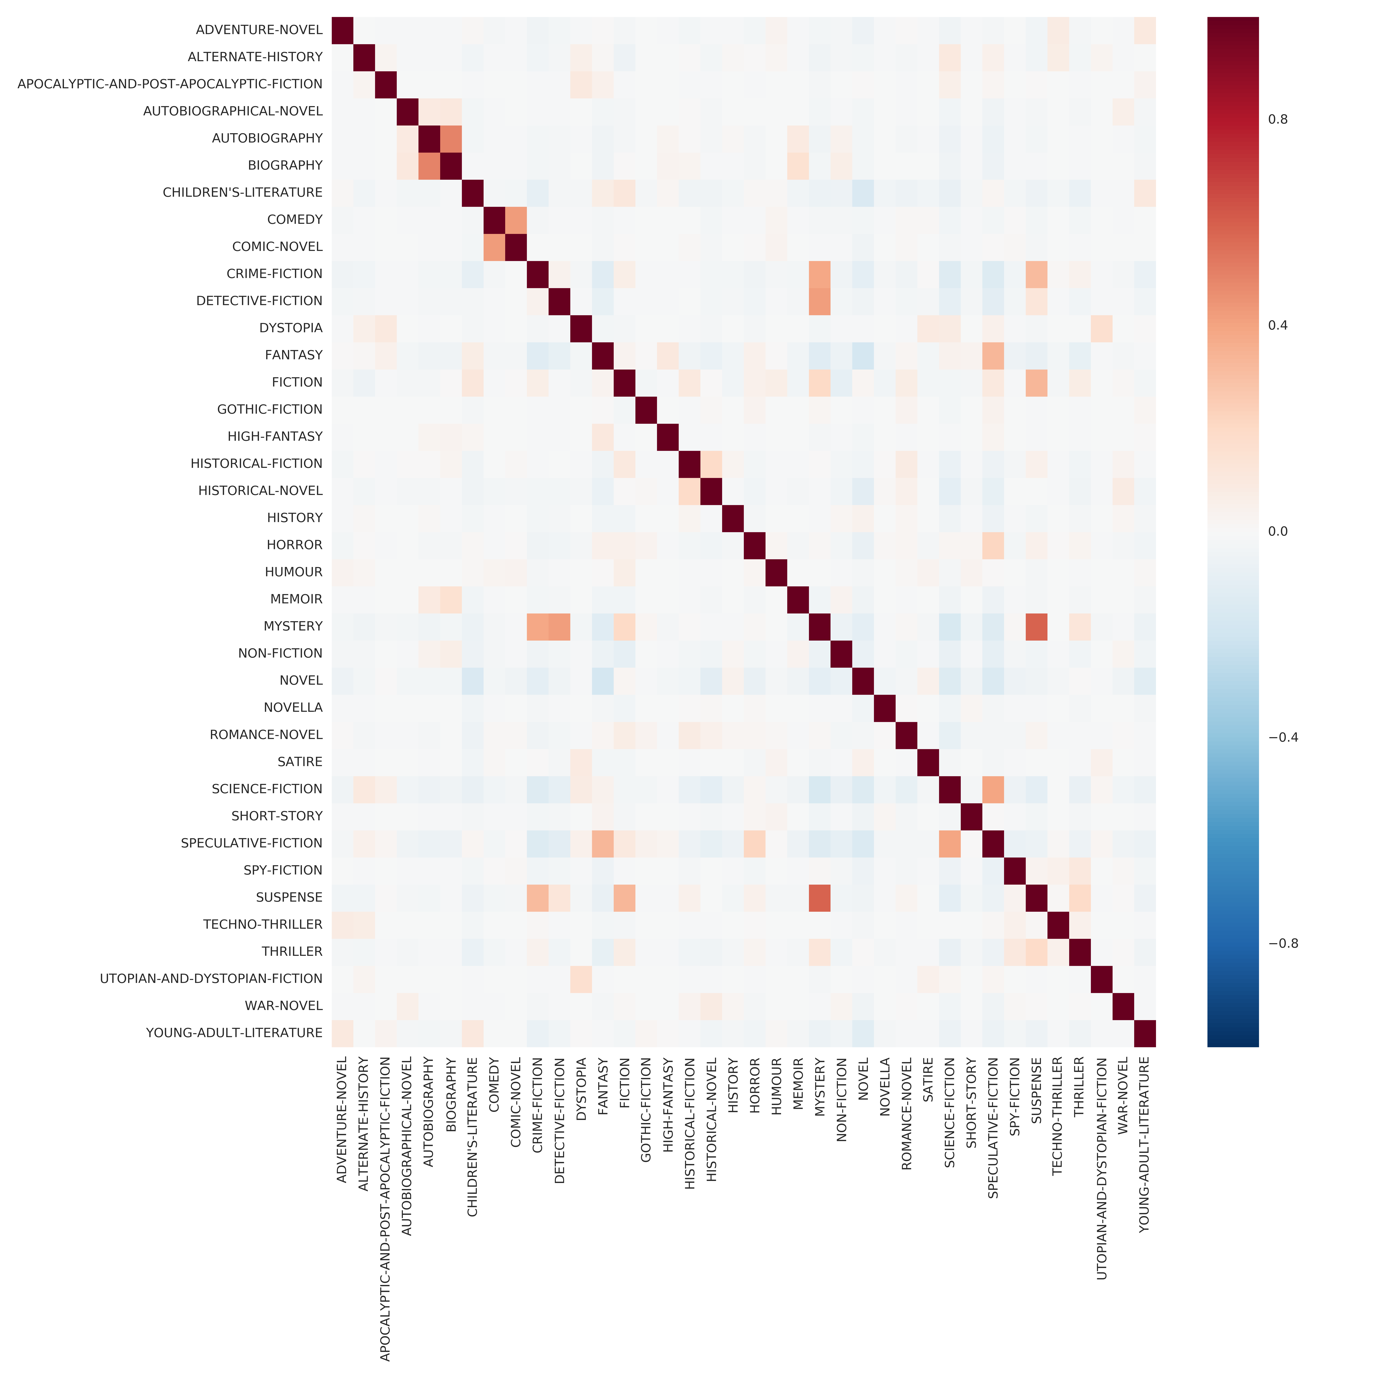 ADVENTURE-NOVEL
ALTERNATE-HISTORY
APOCALYPTIC-AND-POST-APOCALYPTIC-FICTION
AUTOBIOGRAPHICAL-NOVEL
AUTOBIOGRAPHY
BIOGRAPHY
CHILDREN'S-LITERATURE
COMEDY
COMIC-NOVEL
CRIME-FICTION
DETECTIVE-FICTION
DYSTOPIA
FANTASY
FICTION
GOTHIC-FICTION
HIGH-FANTASY
HISTORICAL-FICTION
HISTORICAL-NOVEL
HISTORY
HORROR
HUMOUR
MEMOIR
MYSTERY
NON-FICTION
NOVEL
NOVELLA
ROMANCE-NOVEL
SATIRE
SCIENCE-FICTION
SHORT-STORY
SPECULATIVE-FICTION
SPY-FICTION
SUSPENSE
TECHNO-THRILLER
THRILLER
UTOPIAN-AND-DYSTOPIAN-FICTION
WAR-NOVEL
YOUNG-ADULT-LITERATURE
ADVENTURE-NOVEL
ALTERNATE-HISTORY
APOCALYPTIC-AND-POST-APOCALYPTIC-FICTION
AUTOBIOGRAPHICAL-NOVEL
AUTOBIOGRAPHY
BIOGRAPHY
CHILDREN'S-LITERATURE
COMEDY
COMIC-NOVEL
CRIME-FICTION
DETECTIVE-FICTION
DYSTOPIA
FANTASY
FICTION
GOTHIC-FICTION
HIGH-FANTASY
HISTORICAL-FICTION
HISTORICAL-NOVEL
HISTORY
HORROR
HUMOUR
MEMOIR
MYSTERY
NON-FICTION
NOVEL
NOVELLA
ROMANCE-NOVEL
SATIRE
SCIENCE-FICTION
SHORT-STORY
SPECULATIVE-FICTION
SPY-FICTION
SUSPENSE
TECHNO-THRILLER
THRILLER
UTOPIAN-AND-DYSTOPIAN-FICTION
WAR-NOVEL
YOUNG-ADULT-LITERATURE
0.8
0.4
0.0
−0.4
−0.8